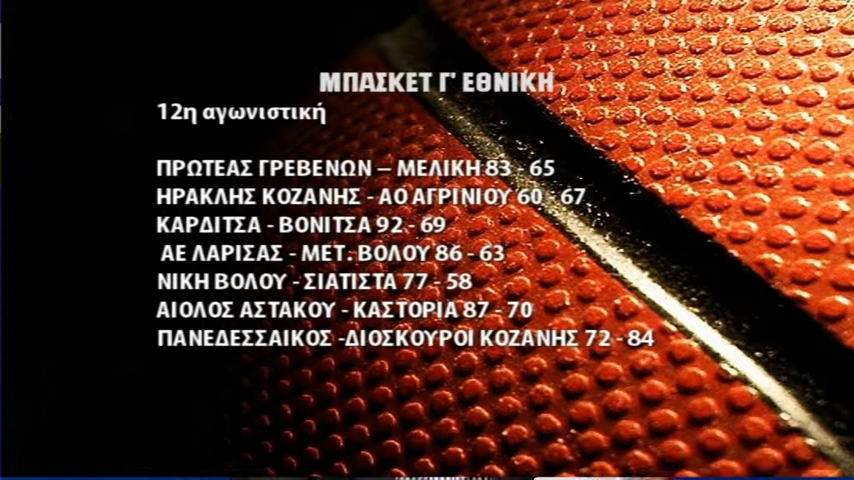 ΜΠΑΣΚΕΤ Γ' ΕΘΝΙΚΗ
12η αγωνιστική
ΠΡΩΤΕΑΣ ΓΡΕΒΕΝΩΝ – ΜΕΛΙΚΗ 83 - 65
ΗΡΑΚΛΗΣ ΚΟΖΑΝΗΣ - ΑΟ ΑΓΡΙΝΙΟΥ 60 - 67
ΚΑΡΔΙΤΣΑ - ΒΟΝΙΤΣΑ 92 - 69
ΑΕ ΛΑΡΙΣΑΣ - ΜΕΤ. ΒΟΛΟΥ 86 - 63
ΝΙΚΗ ΒΟΛΟΥ - ΣΙΑΤΙΣΤΑ 77 - 58
ΑΙΟΛΟΣ ΑΣΤΑΚΟΥ - ΚΑΣΤΟΡΙΑ 87 - 70
ΠΑΝΕΔΕΣΣΑΙΚΟΣ -ΔΙΟΣΚΟΥΡΟΙ ΚΟΖΑΝΗΣ 72 - 84